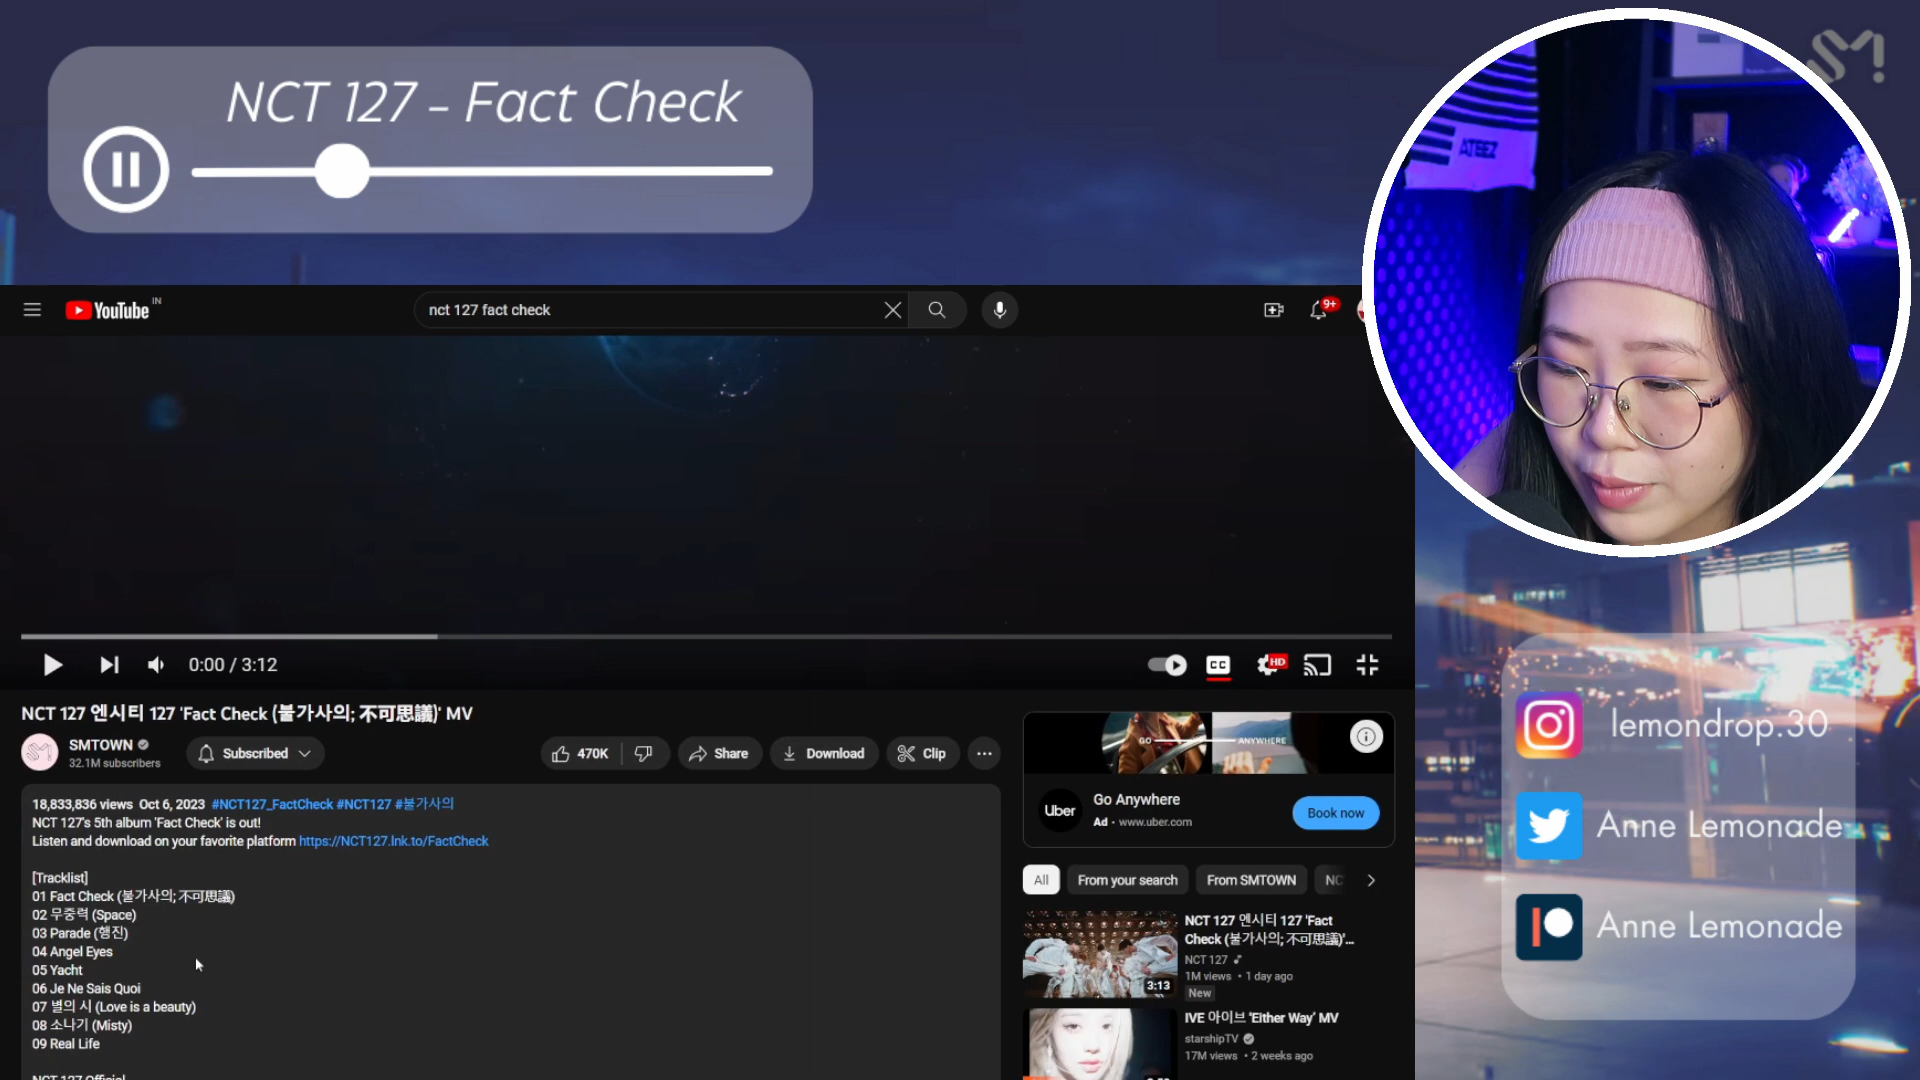 NCT 127 - Fact Check
SM!
ATEEZ
YouTube IN
nct 127 fact check
9+
0:00 / 3:12
CC
HD
NCT 127 엔시티 127 'Fact Check (불가사의; 不可思議)' MV
SMTOWN
32.1M subscribers
Subscribed
470K
Share
Download
Clip
18,833,836 views Oct 6, 2023 #NCT127_FactCheck #NCT127 #불가사의
NCT 127's 5th album 'Fact Check' is out!
Listen and download on your favorite platform https://NCT127.lnk.to/FactCheck
[Tracklist]
01 Fact Check (불가사의; 不可思議)
02 무중력 (Space)
03 Parade (행진)
04 Angel Eyes
05 Yacht
06 Je Ne Sais Quoi
07 별의 시 (Love is a beauty)
08 소나기 (Misty)
09 Real Life
NCT 127 Official
GO ANYWHERE
Uber
Go Anywhere
Ad · www.uber.com
Book now
All
From your search
From SMTOWN
NC
NCT 127 엔시티 127 'Fact
Check (불가사의; 不可思議)'...
NCT 127
1M views • 1 day ago
New
3:13
IVE 아이브 'Either Way' MV
starshipTV
17M views • 2 weeks ago
lemondrop.30
Anne Lemonade
Anne Lemonade